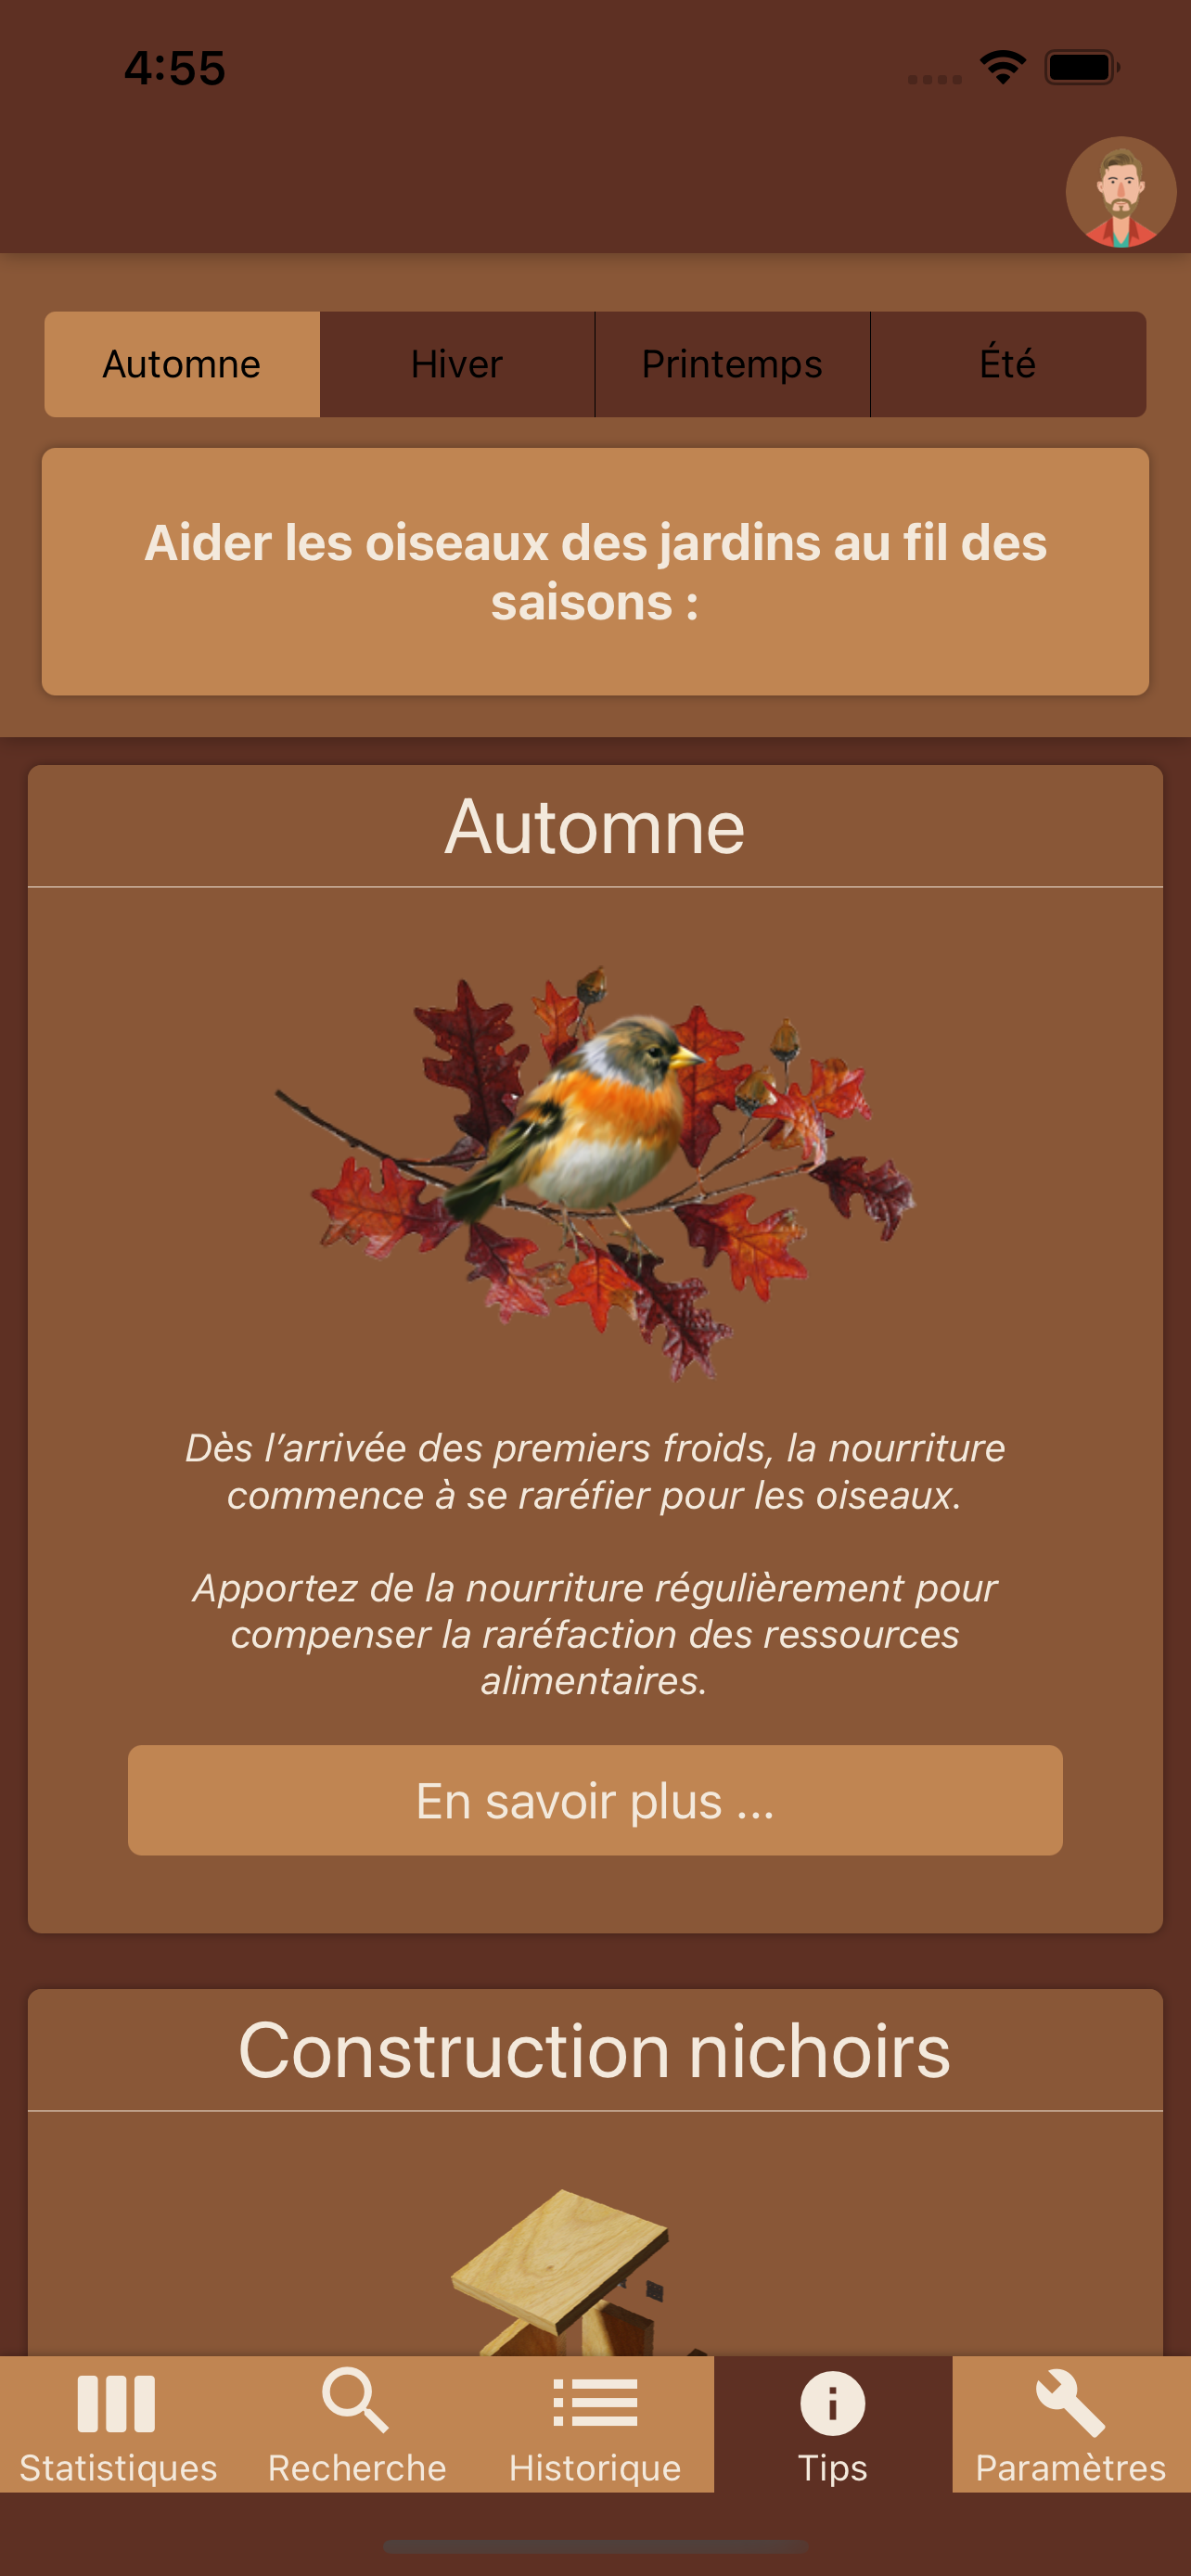 4:55
Automne
Hiver
Printemps
Été
Aider les oiseaux des jardins au fil des
saisons :
Automne
Dès l’arrivée des premiers froids, la nourriture
commence à se raréfier pour les oiseaux.
Apportez de la nourriture régulièrement pour
compenser la raréfaction des ressources
alimentaires.
En savoir plus ...
Construction nichoirs
Statistiques
Recherche
Historique
Tips
Paramètres